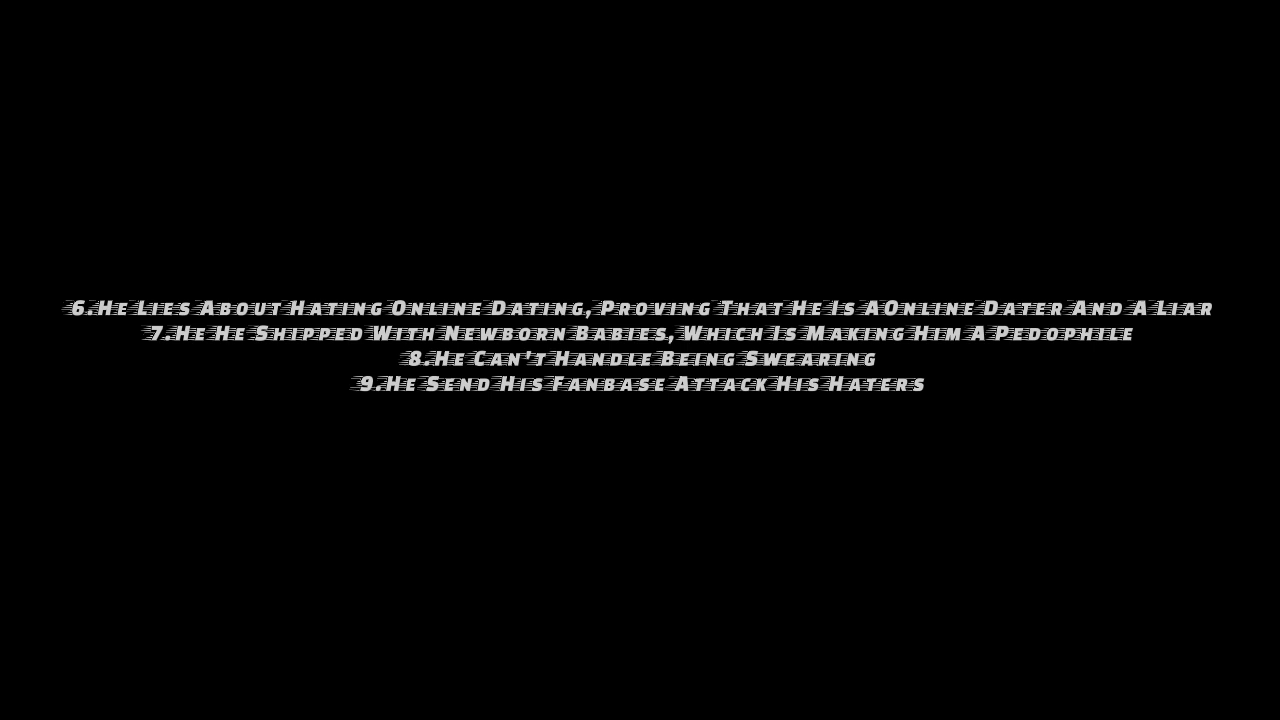 6.He Lies About Hating Online Dating, Proving That He Is AOnline Dater And A Liar
7.He He Shipped With Newborn Babies, Which Is Making Him A Pedophile
8.He Can't Handle Being Swearing
9.He Send His Fanbase Attack His Haters